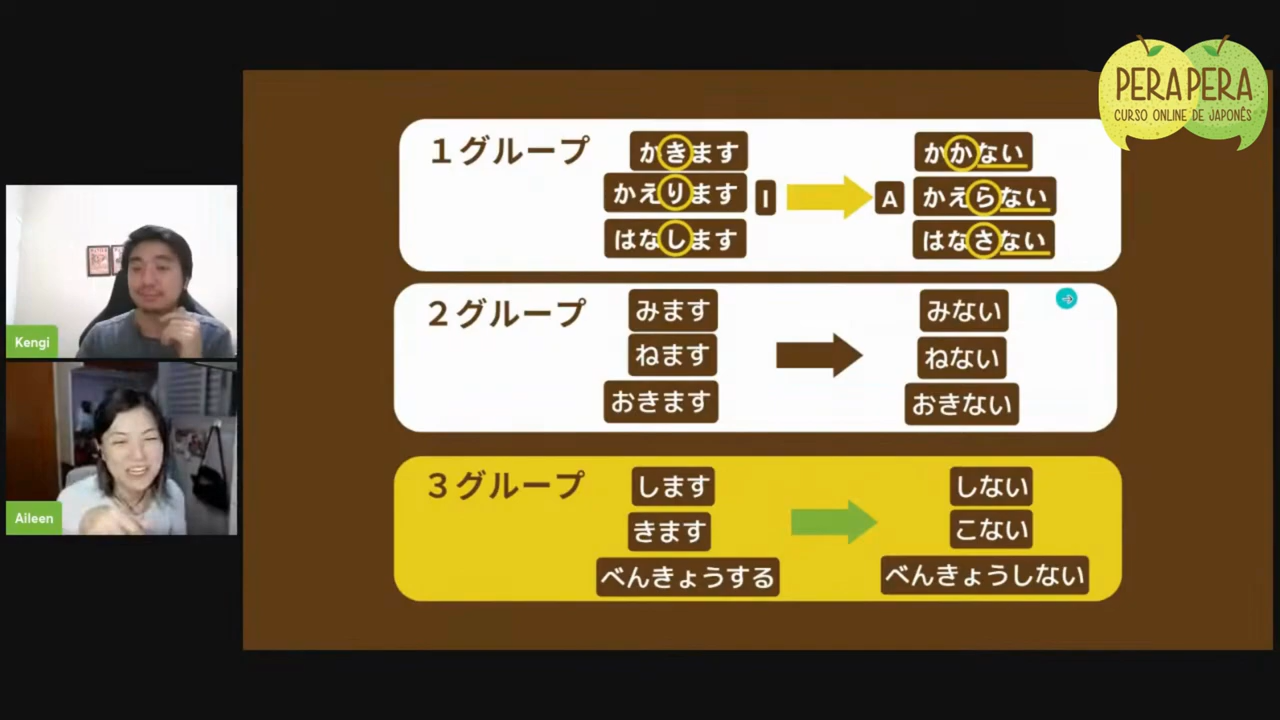 PERA PERA
CURSO ONLINE DE JAPONÊS
1グループ
かきます
かえります
はなします
I
A
かかない
かえらない
はなさない
2グループ
みます
ねます
おきます
みない
ねない
おきない
3グループ
します
きます
べんきょうする
しない
こない
べんきょうしない
Kengi
Aileen